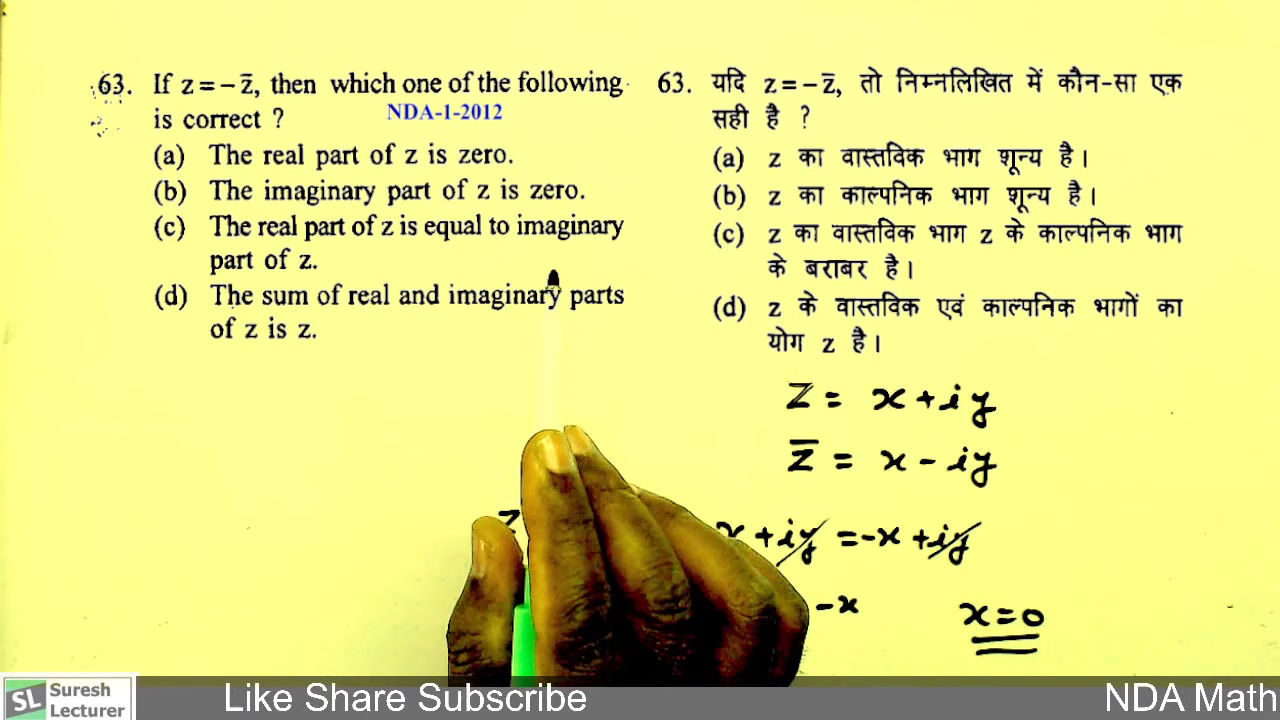 63. If z = – z̄, then which one of the following
is correct ?
NDA-1-2012
(a) The real part of z is zero.
(b) The imaginary part of z is zero.
(c) The real part of z is equal to imaginary
part of z.
(d) The sum of real and imaginary parts
of z is z.
63. यदि z = – z̄, तो निम्नलिखित में कौन-सा एक
सही है ?
(a) z का वास्तविक भाग शून्य है।
(b) z का काल्पनिक भाग शून्य है।
(c) z का वास्तविक भाग z के काल्पनिक भाग
के बराबर है।
(d) z के वास्तविक एवं काल्पनिक भागों का
योग z है।
Z = x + iy
z̄ = x - iy
x + iy = -x + iy
-x x = 0
SL Suresh
Lecturer
Like Share Subscribe
NDA Math